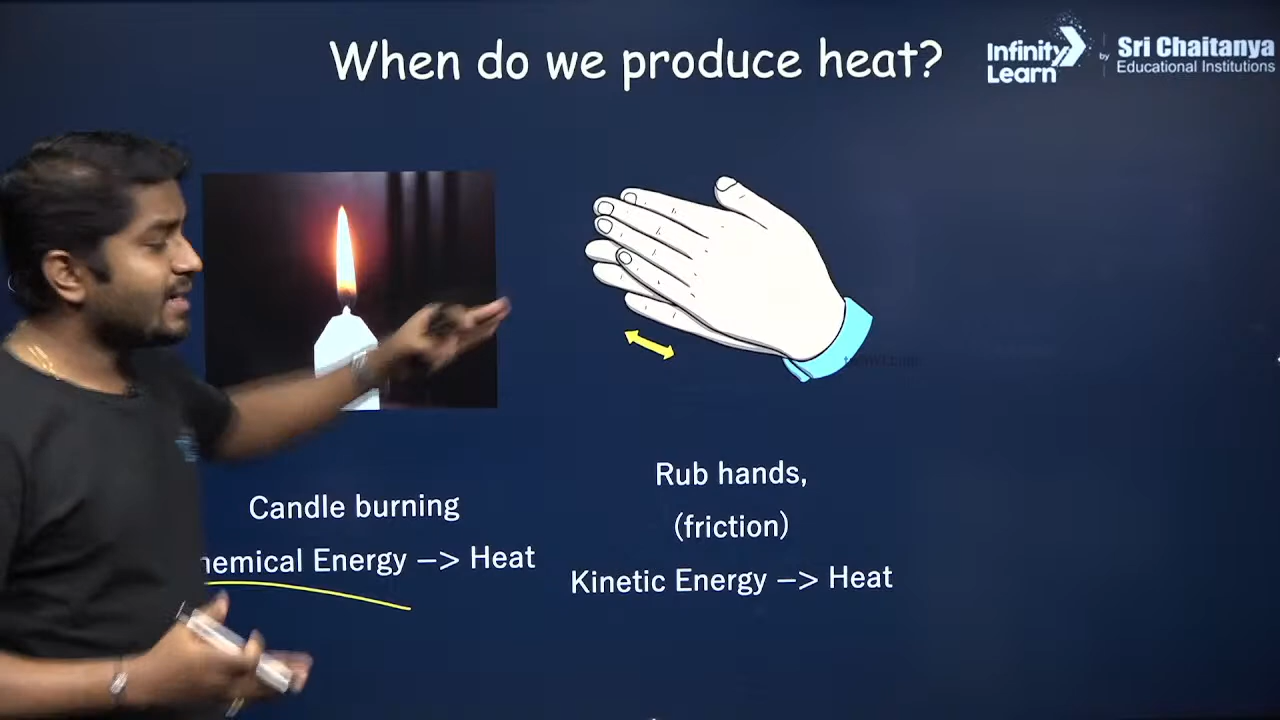 When do we produce heat?
Infinity Learn
by
Sri Chaitanya
Educational Institutions
Candle burning
hemical Energy –> Heat
Rub hands,
(friction)
Kinetic Energy –> Heat